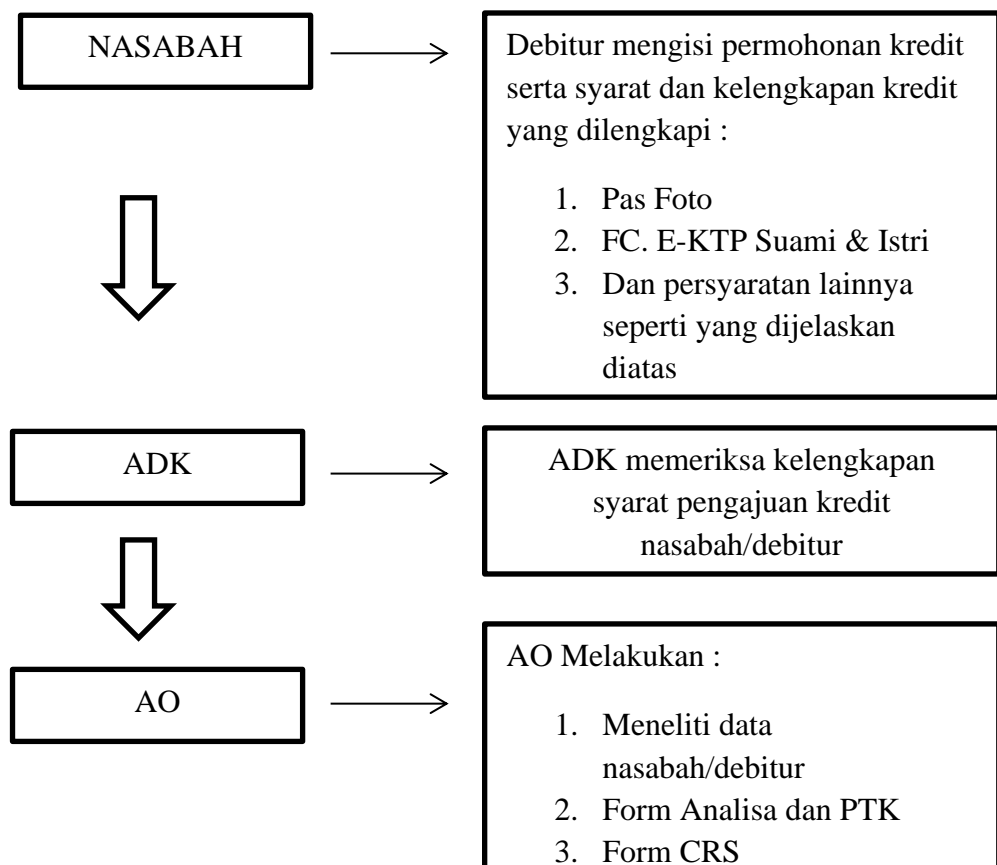 NASABAH
Debitur mengisi permohonan kredit
serta syarat dan kelengkapan kredit
yang dilengkapi :
1. Pas Foto
2. FC. E-KTP Suami & Istri
3. Dan persyaratan lainnya
seperti yang dijelaskan
diatas
ADK
ADK memeriksa kelengkapan
syarat pengajuan kredit
nasabah/debitur
AO
AO Melakukan :
1. Meneliti data
nasabah/debitur
2. Form Analisa dan PTK
3. Form CRS